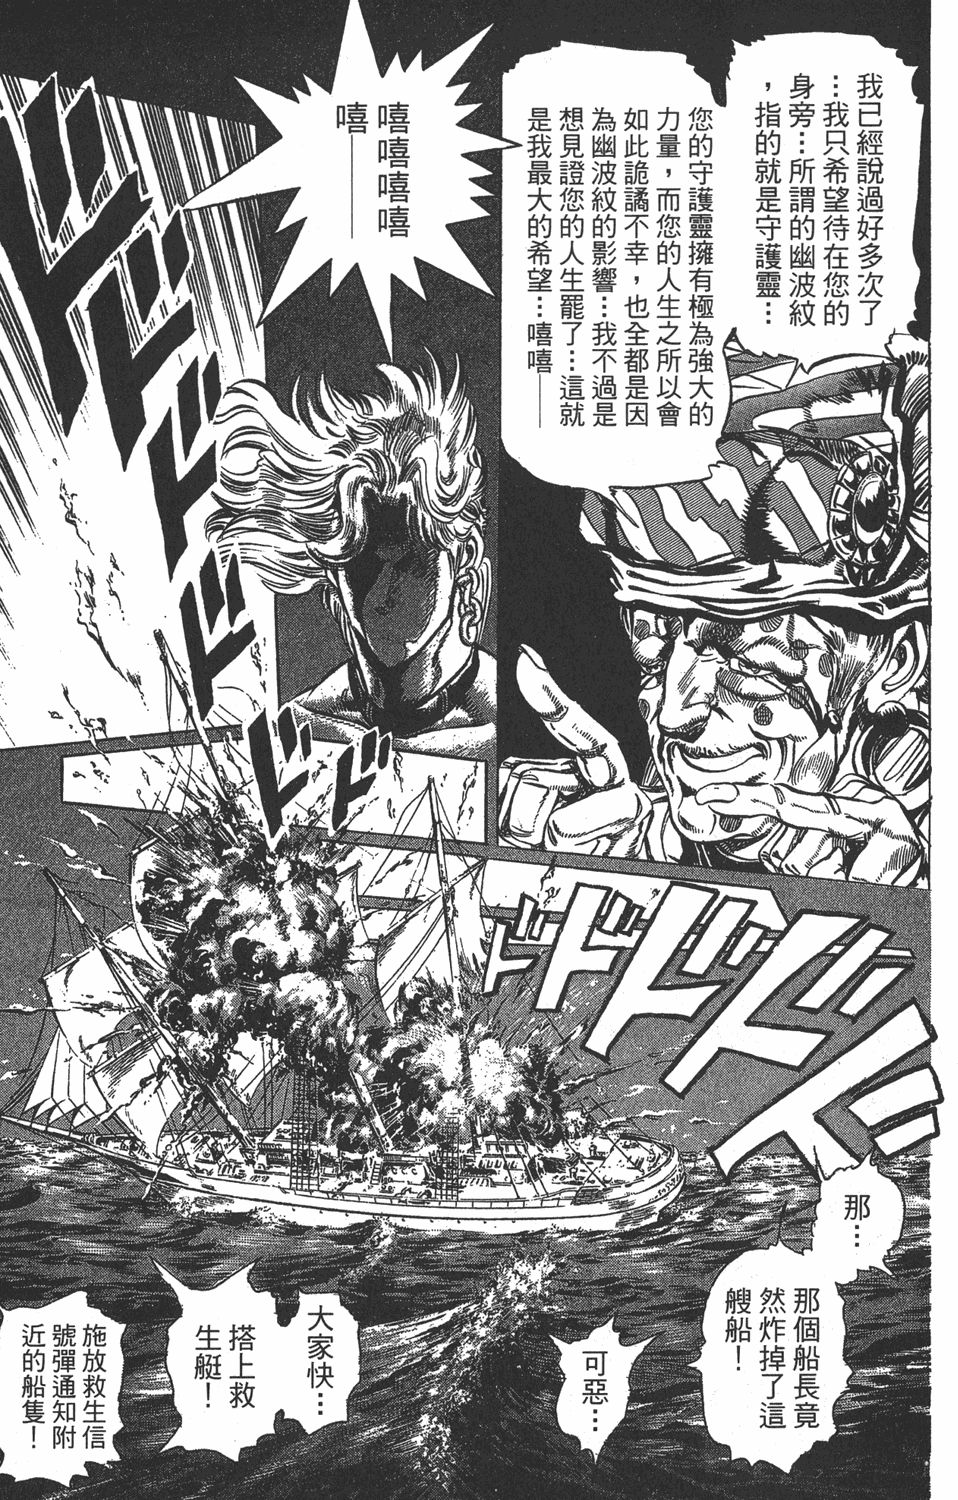 我已經說過好多次了
…我只希望待在您的
身旁…所謂的幽波紋
，指的就是守護靈…
您的守護靈擁有極為強大的
力量，而您的人生之所以會
如此詭譎不幸，也全都是因
為幽波紋的影響…我不過是
想見證您的人生罷了…這就
是我最大的希望…嘻嘻——
嘻嘻嘻嘻
嘻——
ドドドド
ドド
ドドドドド
那…
那個船長竟
然炸掉了這
艘船！
可惡…
大家快…
搭上救
生艇！
施放救生信
號彈通知附
近的船隻！